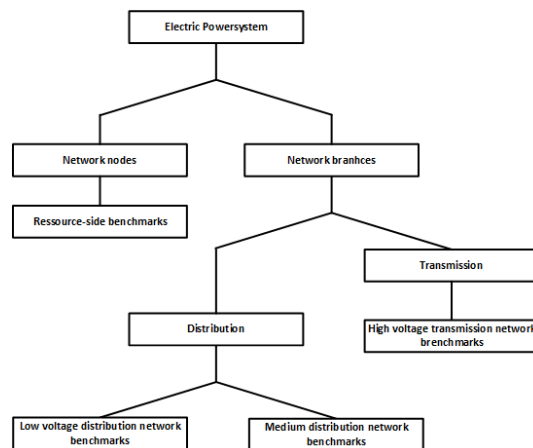 Electric Powersystem
Network nodes
Network branhces
Ressource-side benchmarks
Transmission
Distribution
High voltage transmission network
brenchmarks
Low voltage distribution network
benchmarks
Medium distribution network
benchmarks